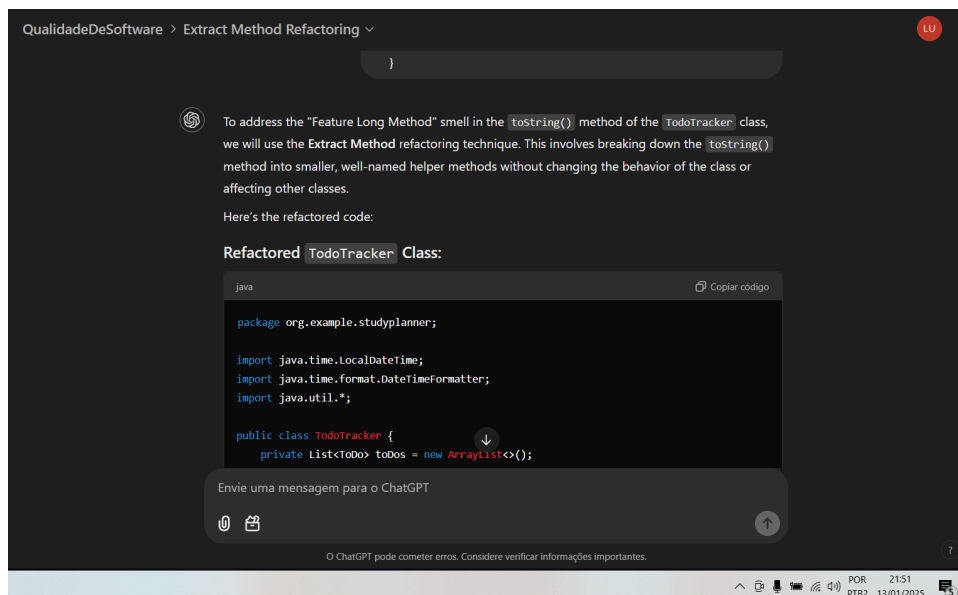 QualidadeDeSoftware > Extract Method Refactoring
LU
}
To address the "Feature Long Method" smell in the toString() method of the TodoTracker class,
we will use the Extract Method refactoring technique. This involves breaking down the toString()
method into smaller, well-named helper methods without changing the behavior of the class or
affecting other classes.
Here's the refactored code:
Refactored TodoTracker Class:
java
Copiar código
package org.example.studyplanner;
import java.time.LocalDateTime;
import java.time.format.DateTimeFormatter;
import java.util.*;
public class TodoTracker {
private List<ToDo> toDos = new ArrayList<>();
Envie uma mensagem para o ChatGPT
O ChatGPT pode cometer erros. Considere verificar informações importantes.
?
POR
21:51
PTB2
13/01/2025
5